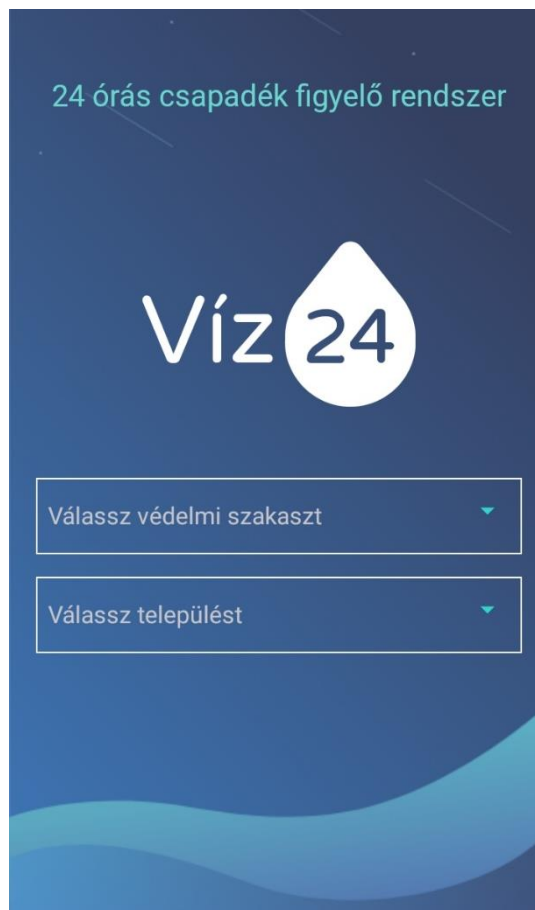 24 órás csapadék figyelő rendszer
Víz 24
Válassz védelmi szakaszt
Válassz települést